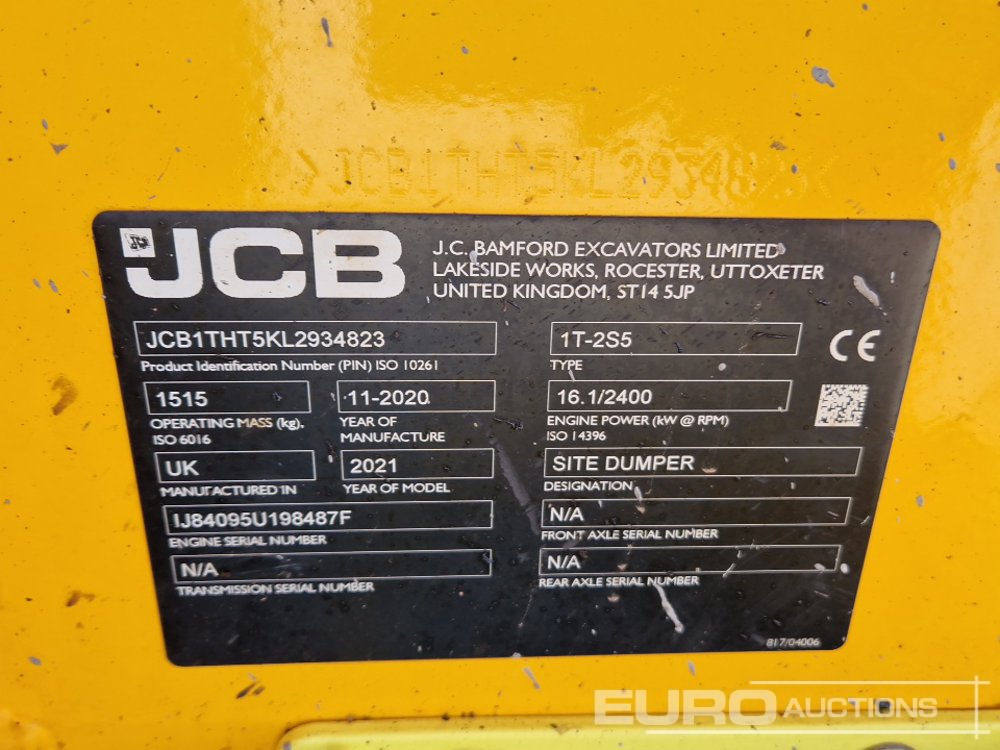 >JCB1THT5KL2934823<
JCB
J.C. BAMFORD EXCAVATORS LIMITED
LAKESIDE WORKS, ROCESTER, UTTOXETER
UNITED KINGDOM, ST14 5JP
JCB1THT5KL2934823
Product Identification Number (PIN) ISO 10261
1T-2S5
TYPE
CE
1515
OPERATING MASS (kg),
ISO 6016
11-2020
YEAR OF
MANUFACTURE
16.1/2400
ENGINE POWER (kW @ RPM)
ISO 14396
UK
MANUFACTURED IN
2021
YEAR OF MODEL
SITE DUMPER
DESIGNATION
IJ84095U198487F
ENGINE SERIAL NUMBER
N/A
FRONT AXLE SERIAL NUMBER
N/A
TRANSMISSION SERIAL NUMBER
N/A
REAR AXLE SERIAL NUMBER
817/04006
EURO AUCTIONS